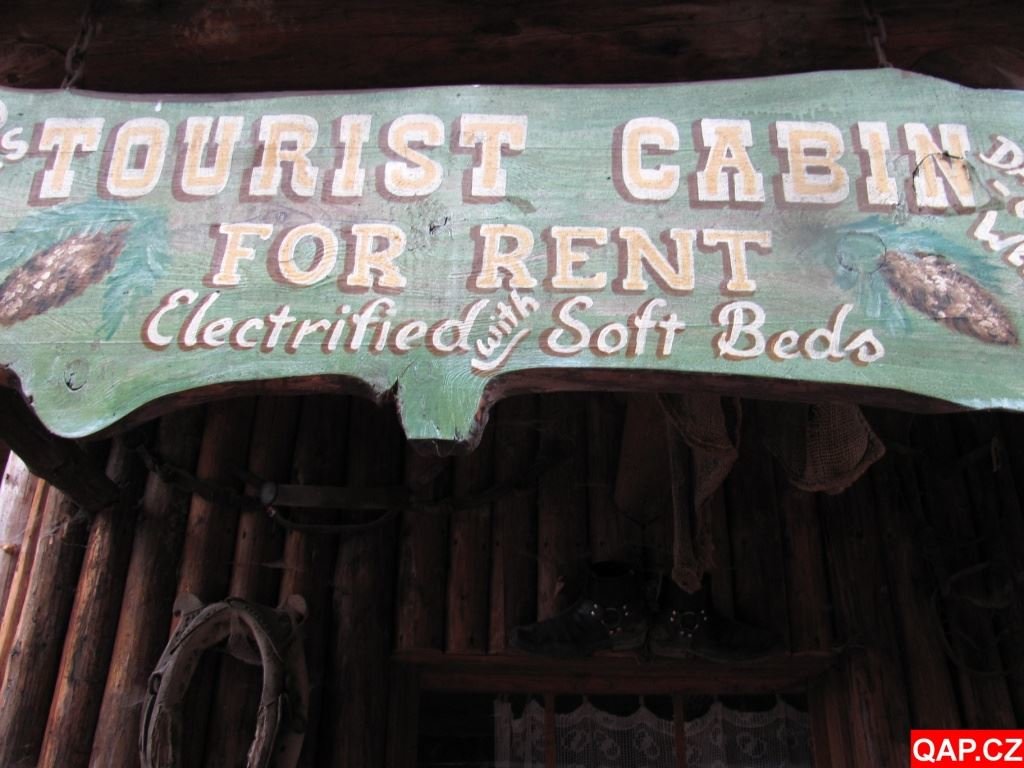 TOURIST CABIN
FOR RENT
Electrified with Soft Beds
QAP.CZ